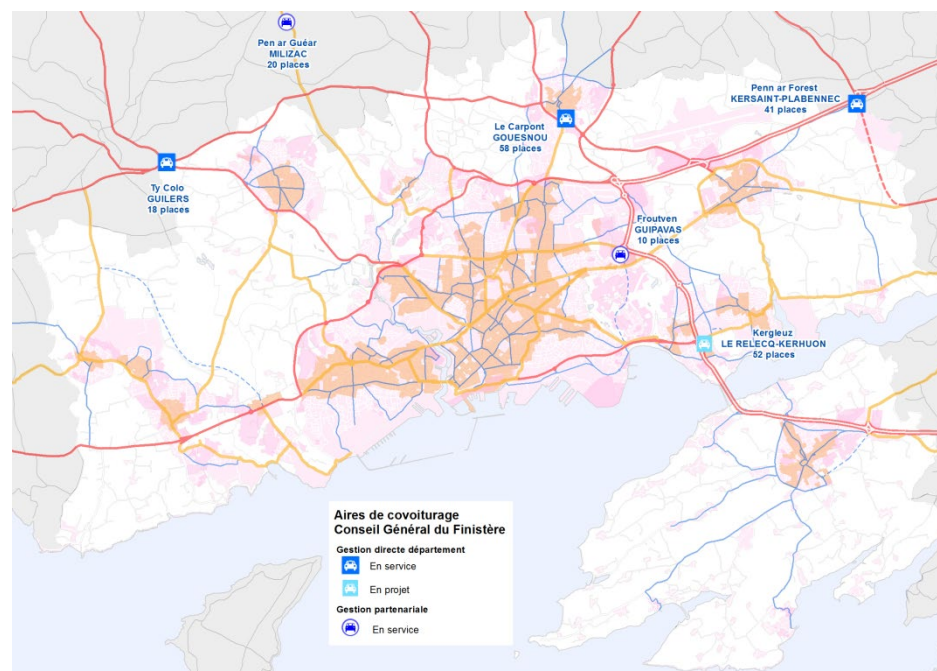 Pen ar Guéar
MILIZAC
20 places
Penn ar Forest
KERSAINT-PLABENNEC
41 places
Le Carpont
GOUESNOU
58 places
Ty Colo
GUILERS
18 places
Froutven
GUIPAVAS
10 places
Kergleuz
LE RELECQ-KERHUON
52 places
Aires de covoiturage
Conseil Général du Finistère
Gestion directe département
En service
En projet
Gestion partenariale
En service